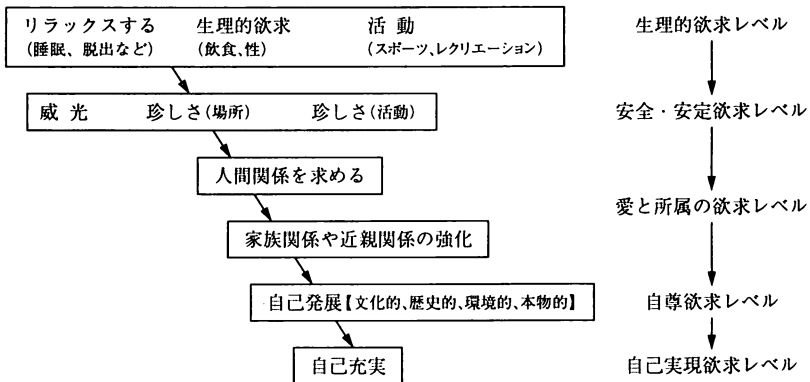 リラックスする 生理的欲求 活動 生理的欲求レベル
(睡眠、脱出など) (飲食、性) (スポーツ、レクリエーション)
威光 珍しさ(場所) 珍しさ(活動) 安全・安定欲求レベル
人間関係を求める
愛と所属の欲求レベル
家族関係や近親関係の強化
自己発展【文化的、歴史的、環境的、本物的】 自尊欲求レベル
自己充実 自己実現欲求レベル